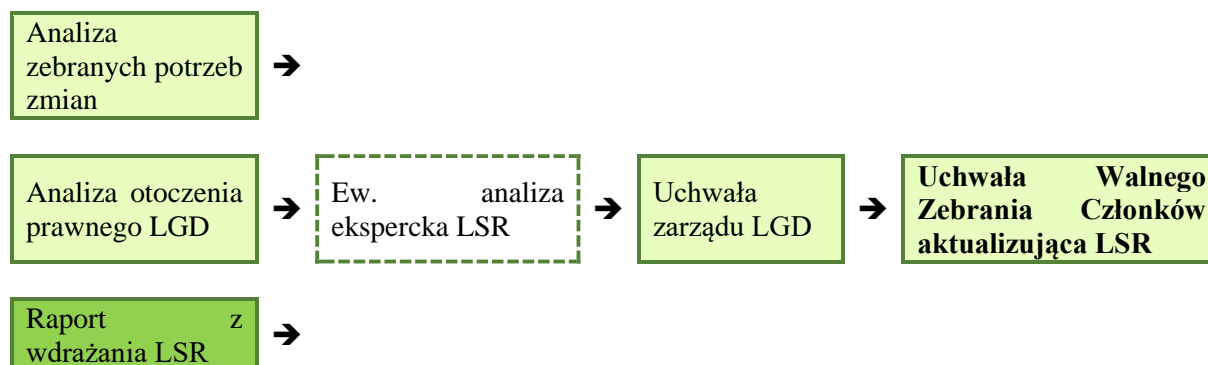 Analiza
zebranych potrzeb
zmian
➔
Analiza otoczenia
prawnego LGD
➔
Ew. analiza
ekspercka LSR
➔
Uchwała
zarządu LGD
➔
Uchwała Walnego
Zebrania Członków
aktualizująca LSR
Raport z
wdrażania LSR
➔